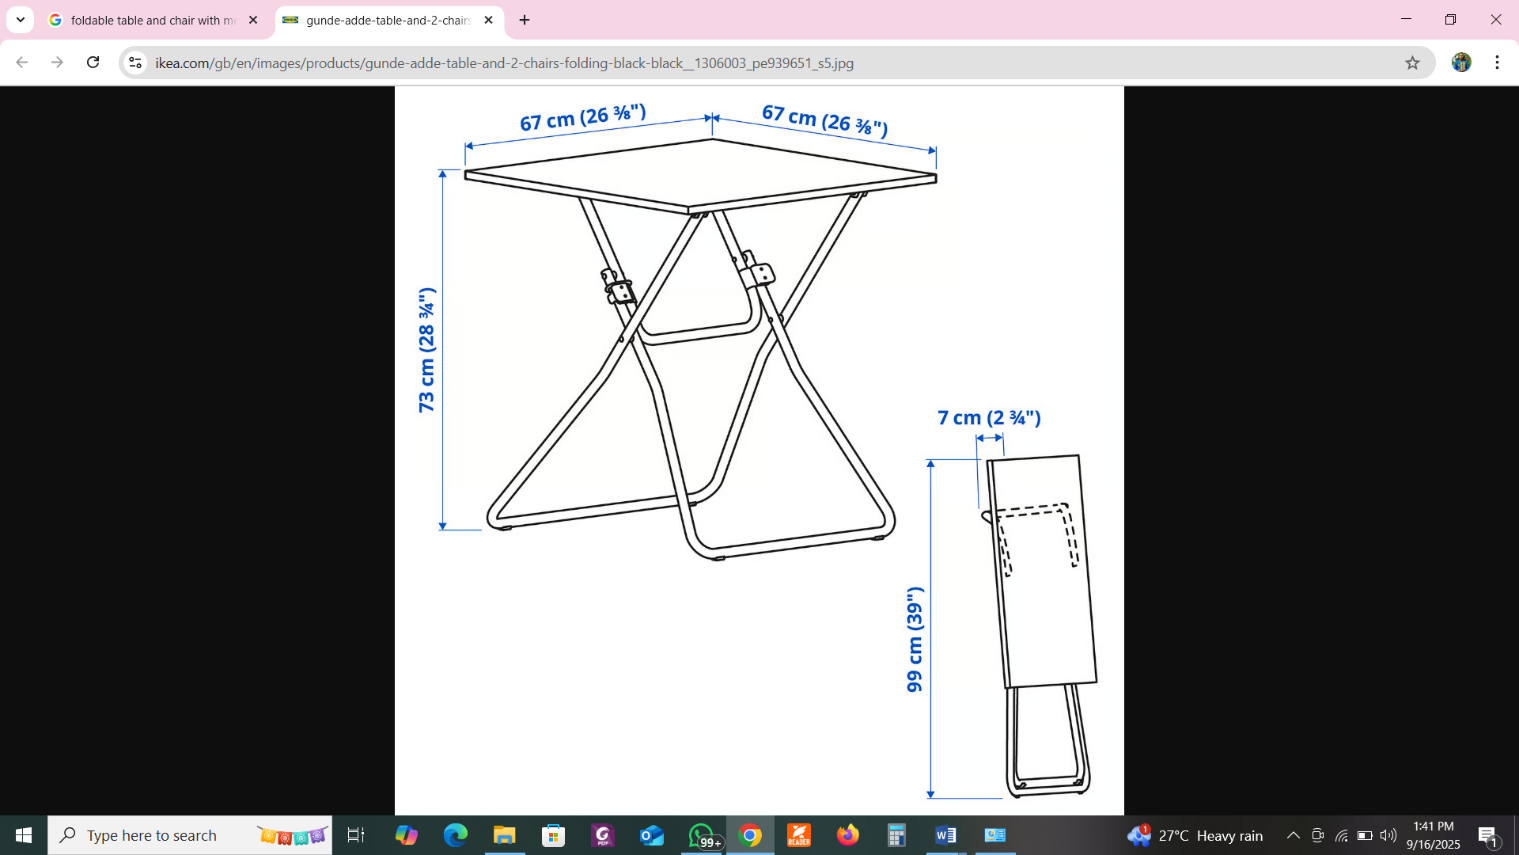 foldable table and chair with m
gunde-adde-table-and-2-chairs
ikea.com/gb/en/images/products/gunde-adde-table-and-2-chairs-folding-black-black__1306003_pe939651_s5.jpg
67 cm (26 ⅜")
67 cm (26 ⅜")
73 cm (28 ¾")
7 cm (2 ¾")
99 cm (39")
Type here to search
99+
27°C Heavy rain
1:41 PM
9/16/2025